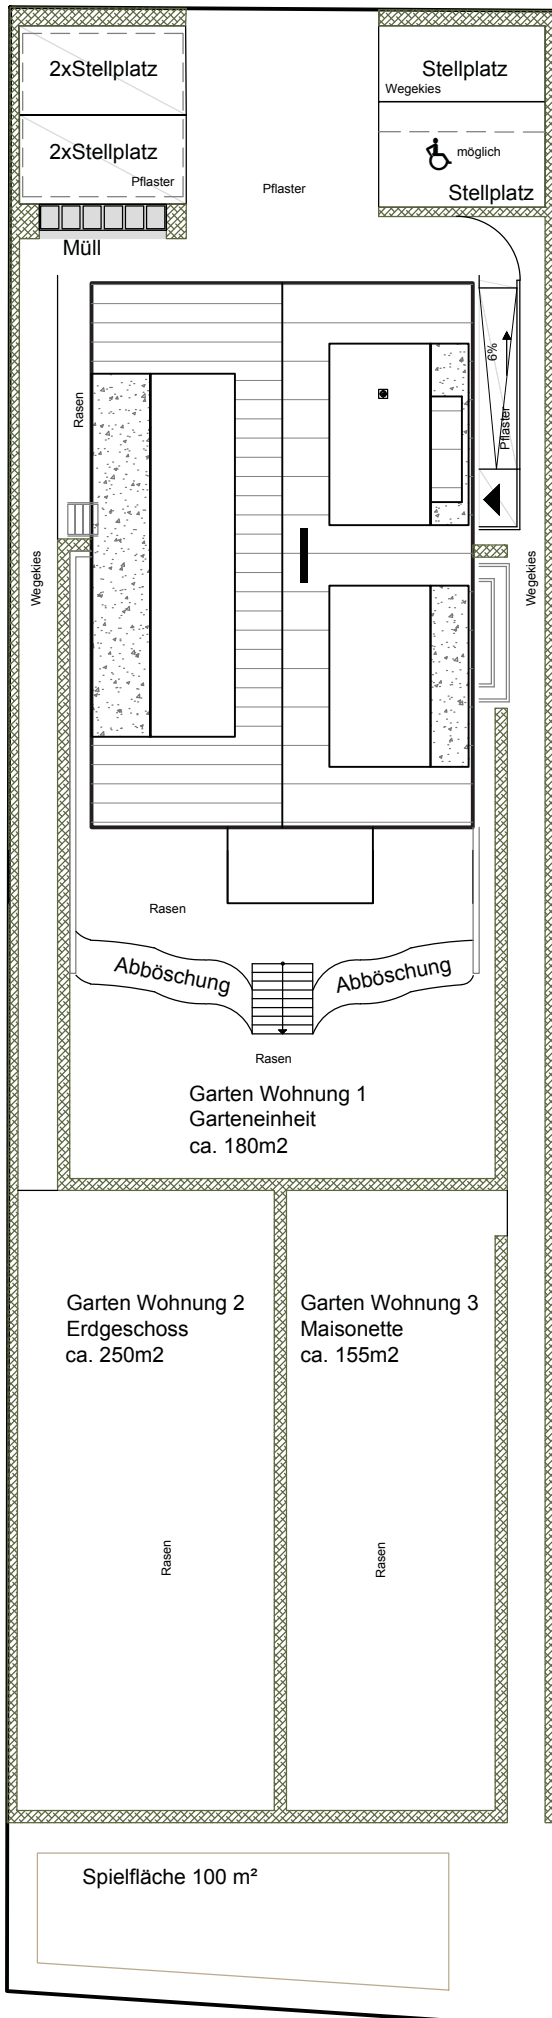 2xStellplatz
Stellplatz
Wegekies
2xStellplatz
möglich
Pflaster
Pflaster
Stellplatz
Müll
6%
Pflaster
Rasen
Wegekies
Wegekies
Rasen
Abböschung
Abböschung
Rasen
Garten Wohnung 1
Garteneinheit
ca. 180m2
Garten Wohnung 2
Erdgeschoss
ca. 250m2
Garten Wohnung 3
Maisonette
ca. 155m2
Rasen
Rasen
Spielfläche 100 m²